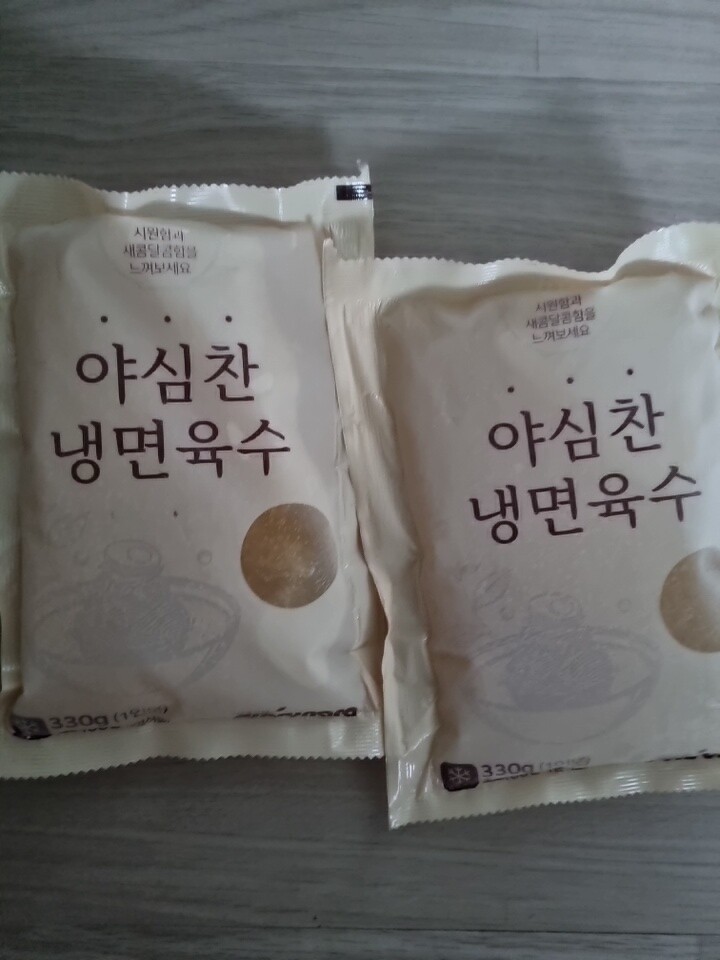 시원함과
새콤달콤함을
느껴보세요
야심찬
냉면육수
330g
시원함과
새콤달콤함을
느껴보세요
야심찬
냉면육수
330g